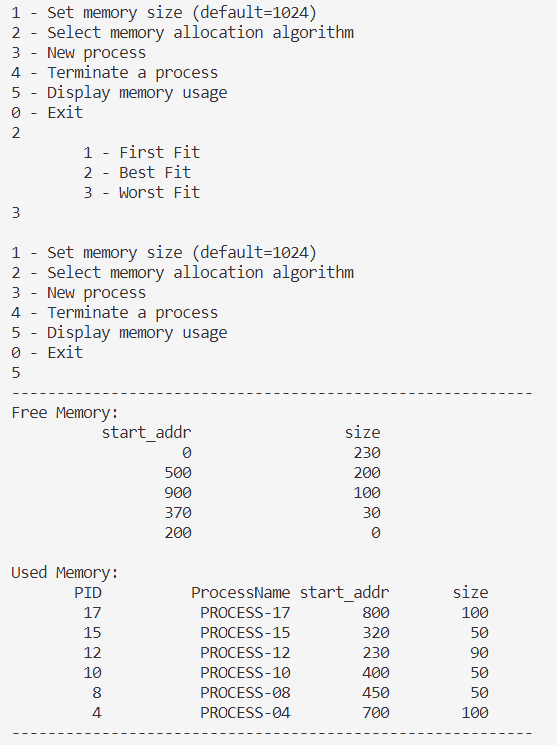 1 - Set memory size (default=1024)
2 - Select memory allocation algorithm
3 - New process
4 - Terminate a process
5 - Display memory usage
0 - Exit
2
1 - First Fit
2 - Best Fit
3 - Worst Fit
3
1 - Set memory size (default=1024)
2 - Select memory allocation algorithm
3 - New process
4 - Terminate a process
5 - Display memory usage
0 - Exit
5
----------------------------------------------------------
Free Memory:
start_addr size
0 230
500 200
900 100
370 30
200 0
Used Memory:
PID ProcessName start_addr size
17 PROCESS-17 800 100
15 PROCESS-15 320 50
12 PROCESS-12 230 90
10 PROCESS-10 400 50
8 PROCESS-08 450 50
4 PROCESS-04 700 100
----------------------------------------------------------